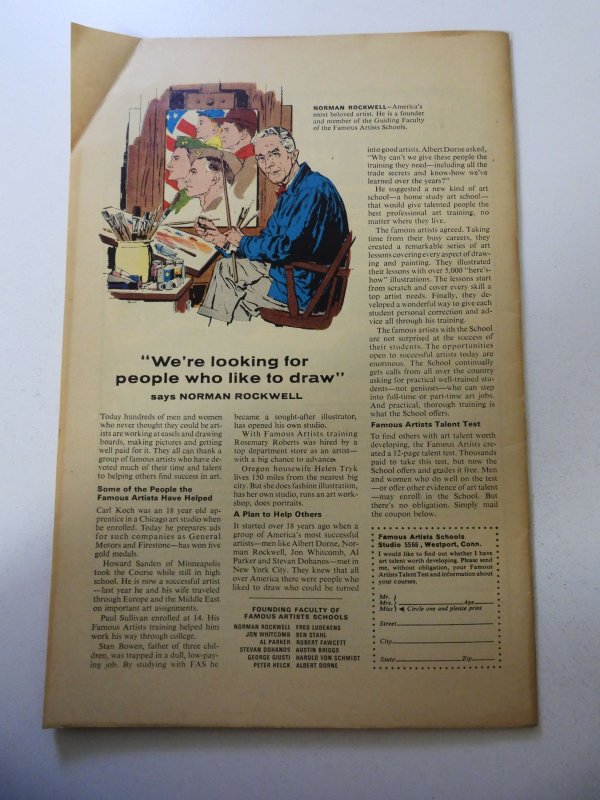 NORMAN ROCKWELL—America's
most beloved artist. He is a founder
and member of the Guiding Faculty
of the Famous Artists Schools.
"We're looking for
people who like to draw"
says NORMAN ROCKWELL
Today hundreds of men and women
who never thought they could be art-
ists are working at easels and drawing
boards, making pictures and getting
well paid for it. They all can thank a
group of famous artists who have de-
voted much of their time and talent
to helping others find success in art.
Some of the People the
Famous Artists Have Helped
Carl Koch was an 18 year old ap-
prentice in a Chicago art studio when
he enrolled. Today he prepares ads
for such companies as General
Motors and Firestone—has won five
gold medals.
Howard Sanden of Minneapolis
took the Course while still in high
school. He is now a successful artist
—last year he and his wife traveled
through Europe and the Middle East
on important art assignments.
Paul Sullivan enrolled at 14. His
Famous Artists training helped him
work his way through college.
Stan Bowen, father of three chil-
dren, was trapped in a dull, low-pay-
ing job. By studying with FAS he
became a sought-after illustrator,
has opened his own studio.
With Famous Artists training
Rosemary Roberts was hired by a
top department store as an artist—
with a big chance to advance.
Oregon housewife Helen Tryk
lives 150 miles from the nearest big
city. But she does fashion illustration,
has her own studio, runs an art work-
shop, does portraits.
A Plan to Help Others
It started over 18 years ago when a
group of America's most successful
artists—men like Albert Dorne, Nor-
man Rockwell, Jon Whitcomb, Al
Parker and Stevan Dohanos—met in
New York City. They knew that all
over America there were people who
liked to draw who could be turned
FOUNDING FACULTY OF
FAMOUS ARTISTS SCHOOLS
NORMAN ROCKWELL FRED LUDEKENS
JON WHITCOMB BEN STAHL
AL PARKER ROBERT FAWCETT
STEVAN DOHANOS AUSTIN BRIGGS
GEORGE GIUSTI HAROLD VON SCHMIDT
PETER HELCK ALBERT DORNE
into good artists. Albert Dorne asked,
"Why can't we give these people the
training they need—including all the
trade secrets and know-how we've
learned over the years?"
He suggested a new kind of art
school—a home study art school—
that would give talented people the
best professional art training, no
matter where they live.
The famous artists agreed. Taking
time from their busy careers, they
created a remarkable series of art
lessons covering every aspect of draw-
ing and painting. They illustrated
their lessons with over 5,000 "here's-
how" illustrations. The lessons start
from scratch and cover every skill a
top artist needs. Finally, they de-
veloped a wonderful way to give each
student personal correction and ad-
vice all through his training.
The famous artists with the School
are not surprised at the success of
their students. The opportunities
open to successful artists today are
enormous. The School continually
gets calls from all over the country
asking for practical well-trained stu-
dents—not geniuses—who can step
into full-time or part-time art jobs.
And practical, thorough training is
what the School offers.
Famous Artists Talent Test
To find others with art talent worth
developing, the Famous Artists cre-
ated a 12-page talent test. Thousands
paid to take this test, but now the
School offers and grades it free. Men
and women who do well on the test
—or offer other evidence of art talent
—may enroll in the School. But
there's no obligation. Simply mail
the coupon below.
Famous Artists Schools
Studio 5566, Westport, Conn.
I would like to find out whether I have
art talent worth developing. Please send
me, without obligation, your Famous
Artists Talent Test and information about
your courses.
Mr.
Mrs. Age
Miss Circle one and please print
Street
City
State Zip